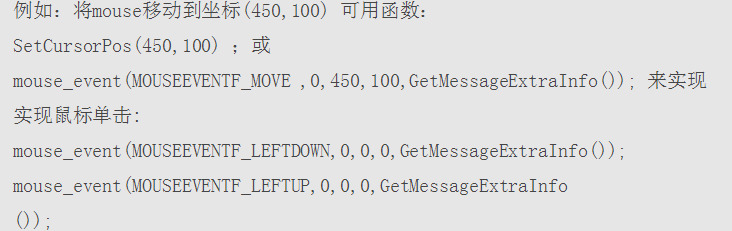 例如：将mouse移动到坐标(450,100) 可用函数：
SetCursorPos(450,100) ；或
mouse_event(MOUSEEVENTF_MOVE ,0,450,100,GetMessageExtraInfo()); 来实现
实现鼠标单击:
mouse_event(MOUSEEVENTF_LEFTDOWN,0,0,0,GetMessageExtraInfo());
mouse_event(MOUSEEVENTF_LEFTUP,0,0,0,GetMessageExtraInfo
());